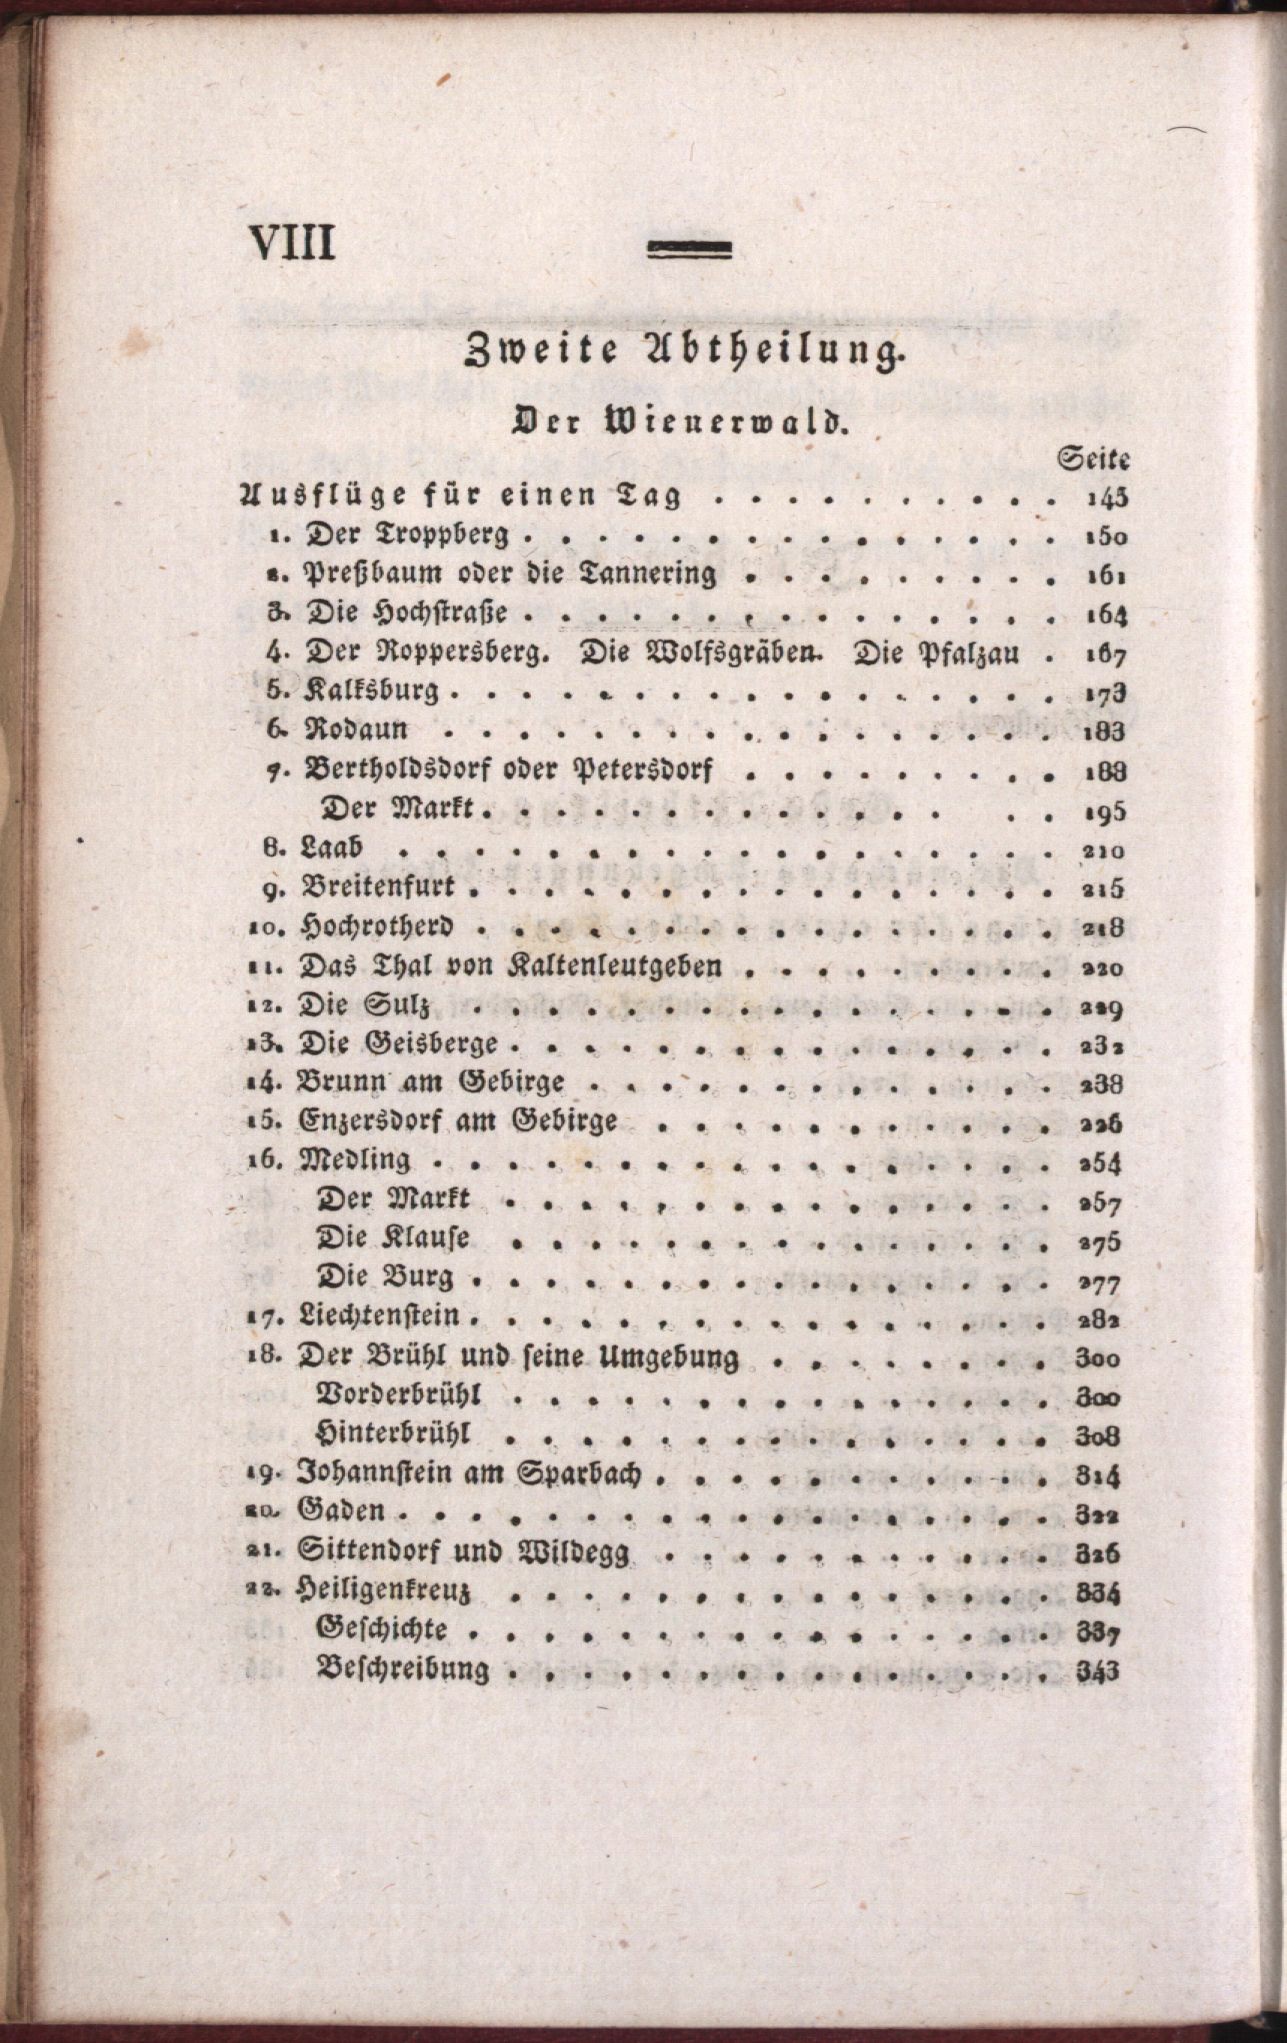 VIII
Zweite Abtheilung.
Der Wienerwald.
Seite
Ausflüge für einen Tag . . . . . . . . . . 145
1. Der Troppberg . . . . . . . . . . . . . . . 150
2. Preßbaum oder die Tannering . . . . . . . . . 161
3. Die Hochstraße . . . . . . . . . . . . . . . 164
4. Der Roppersberg. Die Wolfsgräben. Die Pfalzau . 167
5. Kalksburg . . . . . . . . . . . . . . . . . 173
6. Rodaun . . . . . . . . . . . . . . . . . 183
7. Bertholdsdorf oder Petersdorf . . . . . . . . . 188
Der Markt . . . . . . . . . . . . . . . 195
8. Laab . . . . . . . . . . . . . . . . . . 210
9. Breitenfurt . . . . . . . . . . . . . . . . 215
10. Hochrotherd . . . . . . . . . . . . . . . . 218
11. Das Thal von Kaltenleutgeben . . . . . . . . . 220
12. Die Sulz . . . . . . . . . . . . . . . . 229
13. Die Geisberge . . . . . . . . . . . . . . . 232
14. Brunn am Gebirge . . . . . . . . . . . . . 238
15. Enzersdorf am Gebirge . . . . . . . . . . . 226
16. Medling . . . . . . . . . . . . . . . . . 254
Der Markt . . . . . . . . . . . . . . . 257
Die Klause . . . . . . . . . . . . . . . 275
Die Burg . . . . . . . . . . . . . . . . 277
17. Liechtenstein . . . . . . . . . . . . . . . . 282
18. Der Brühl und seine Umgebung . . . . . . . . 300
Vorderbrühl . . . . . . . . . . . . . . . 300
Hinterbrühl . . . . . . . . . . . . . . . 308
19. Johannstein am Sparbach . . . . . . . . . . . 314
20. Gaden . . . . . . . . . . . . . . . . . . 322
21. Sittendorf und Wildegg . . . . . . . . . . . 326
22. Heiligenkreuz . . . . . . . . . . . . . . . 334
Geschichte . . . . . . . . . . . . . . . . 337
Beschreibung . . . . . . . . . . . . . . . 343